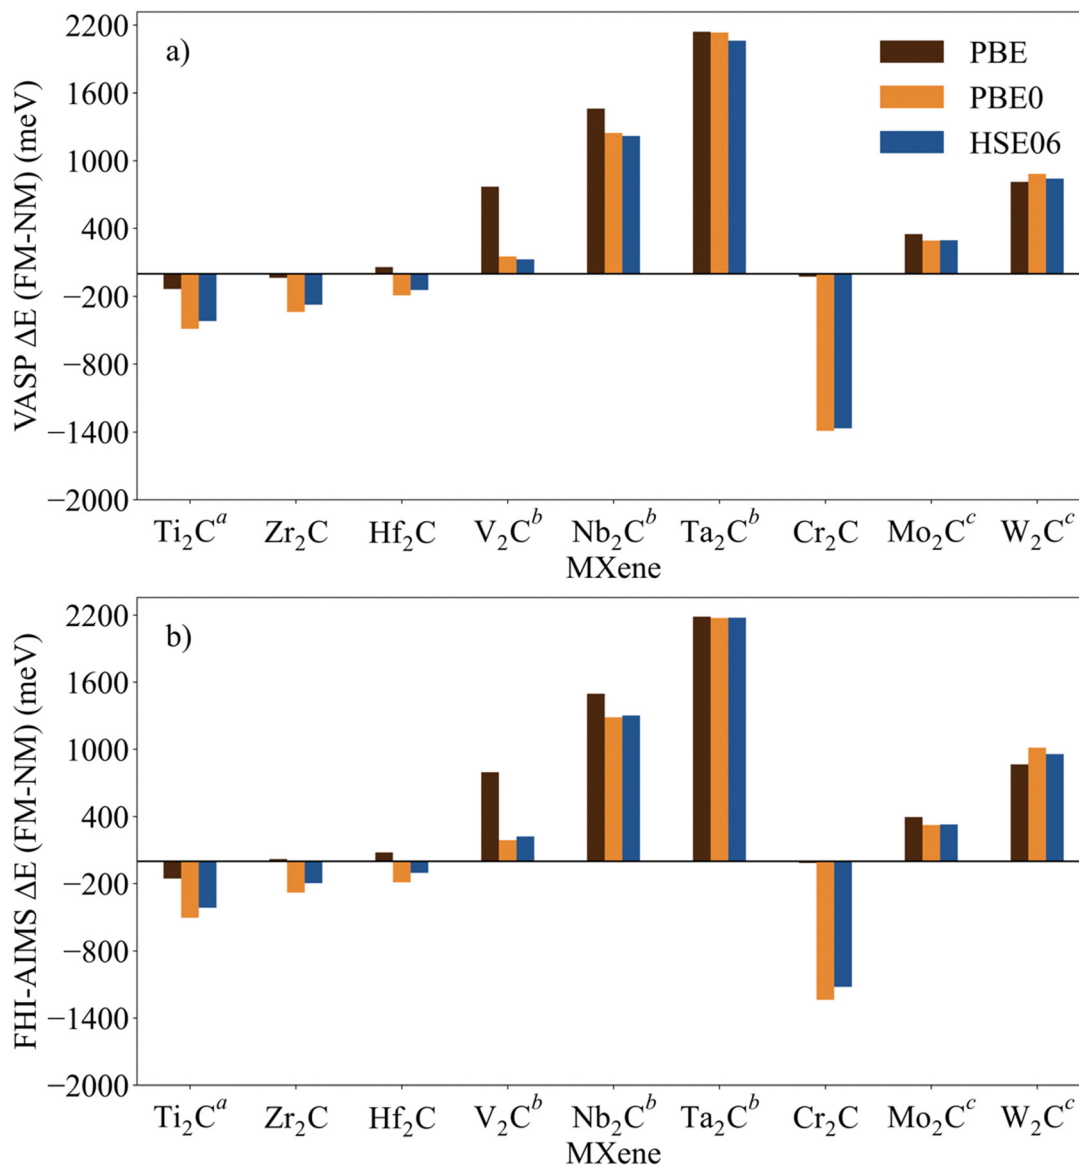 a)
PBE
PBE0
HSE06
VASP ΔE (FM-NM) (meV)
2200
1600
1000
400
−200
−800
−1400
−2000
Ti₂Cᵃ Zr₂C Hf₂C V₂Cᵇ Nb₂Cᵇ Ta₂Cᵇ Cr₂C Mo₂Cᶜ W₂Cᶜ
MXene
b)
FHI-AIMS ΔE (FM-NM) (meV)
2200
1600
1000
400
−200
−800
−1400
−2000
Ti₂Cᵃ Zr₂C Hf₂C V₂Cᵇ Nb₂Cᵇ Ta₂Cᵇ Cr₂C Mo₂Cᶜ W₂Cᶜ
MXene